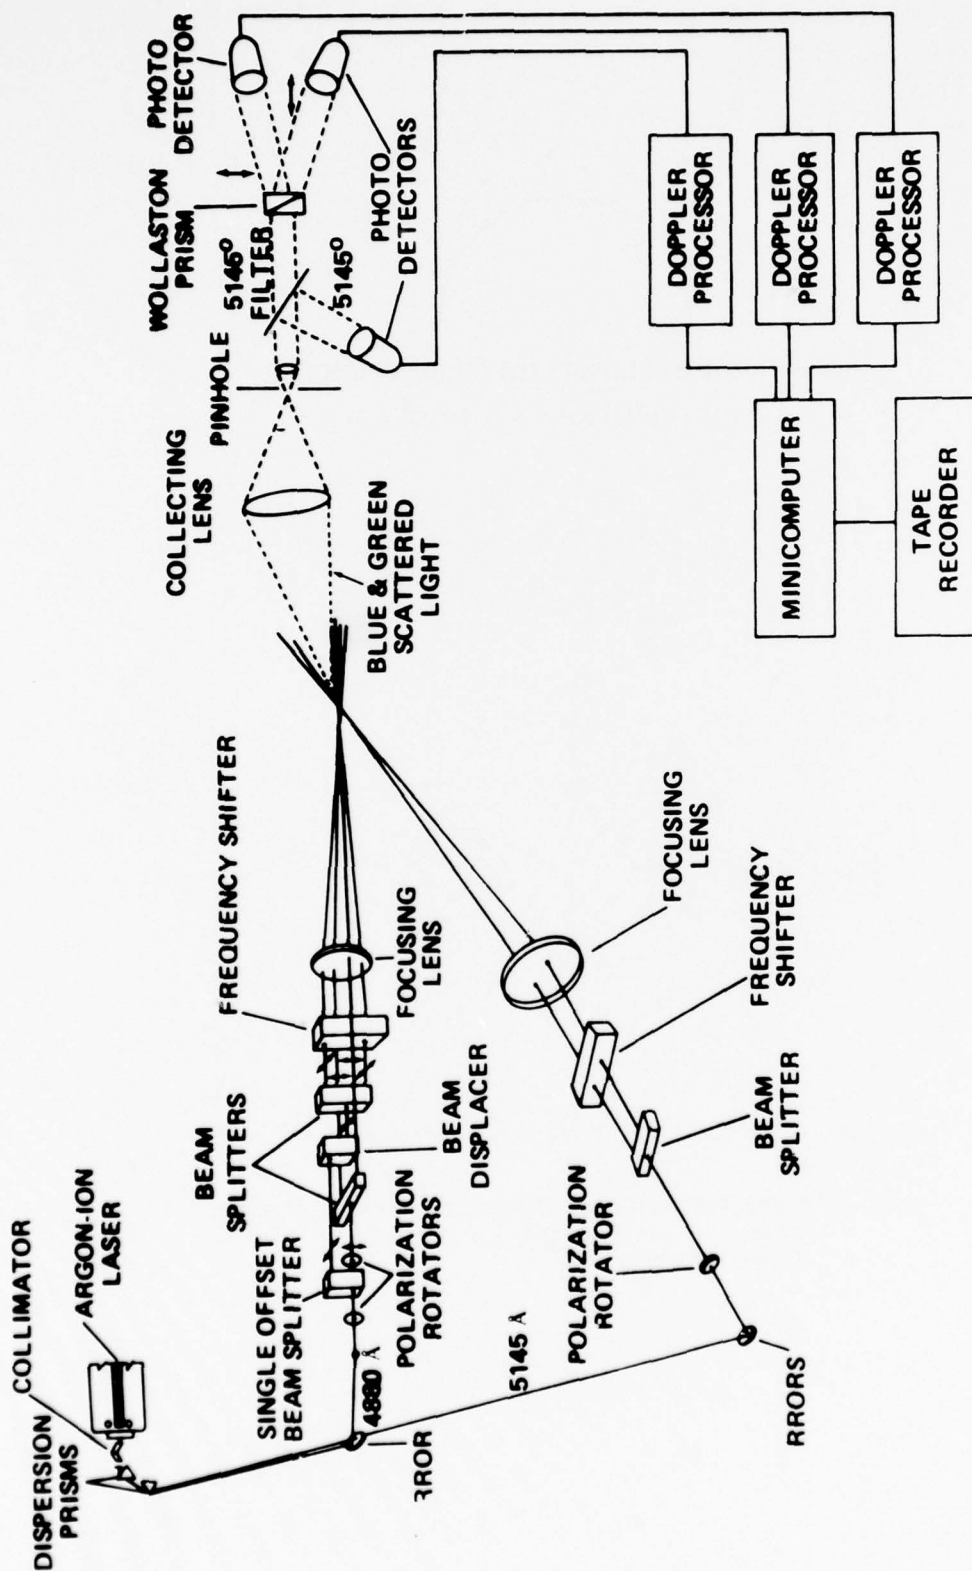 DISPERSION
PRISMS
COLLIMATOR
ARGON-ION
LASER
SINGLE OFFSET
BEAM SPLITTER
BEAM
SPLITTERS
FREQUENCY SHIFTER
4880 Å
POLARIZATION
ROTATORS
BEAM
DISPLACER
FOCUSING
LENS
RROR
5145 Å
RRORS
POLARIZATION
ROTATOR
BEAM
SPLITTER
FREQUENCY
SHIFTER
FOCUSING
LENS
BLUE & GREEN
SCATTERED
LIGHT
COLLECTING
LENS
PINHOLE
5145°
FILTER
WOLLASTON
PRISM
PHOTO
DETECTOR
5145°
PHOTO
DETECTORS
DOPPLER
PROCESSOR
DOPPLER
PROCESSOR
DOPPLER
PROCESSOR
MINICOMPUTER
TAPE
RECORDER